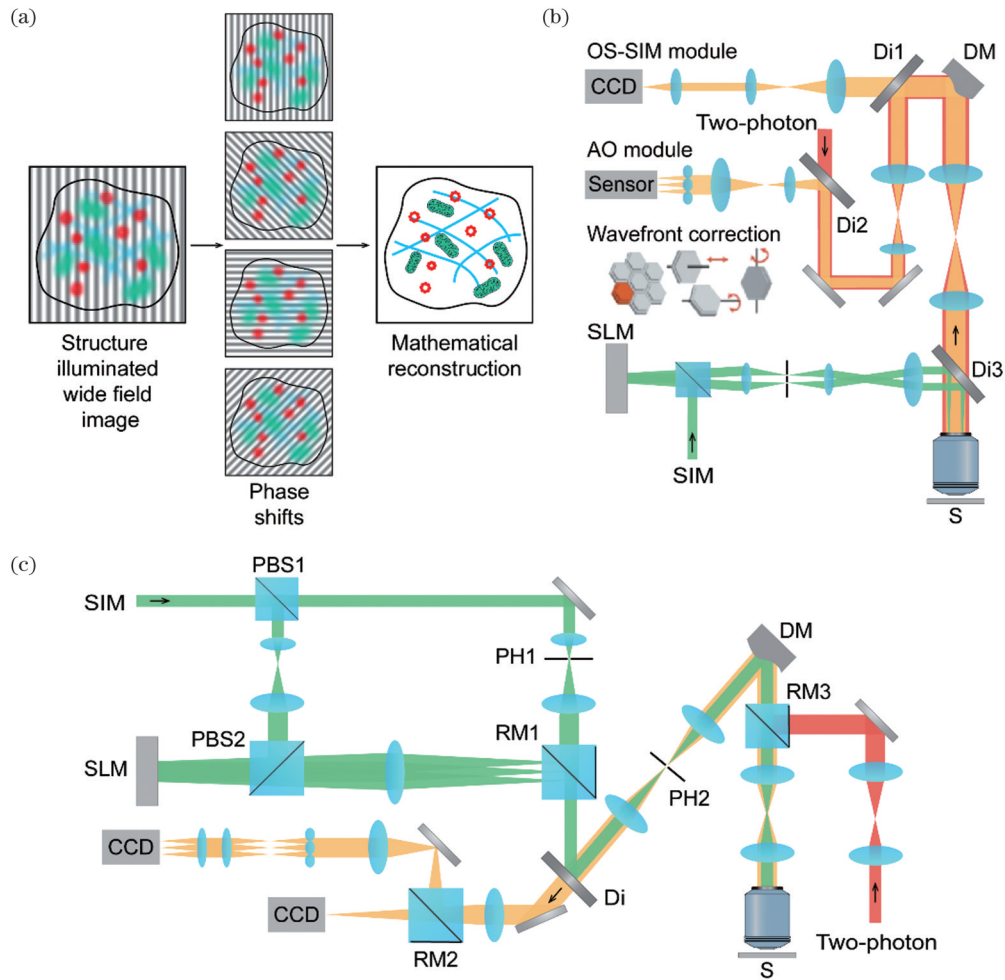 (a)
Structure
illuminated
wide field
image
Phase
shifts
Mathematical
reconstruction
(b)
OS-SIM module
CCD
Di1
DM
Two-photon
AO module
Sensor
Di2
Wavefront correction
SLM
Di3
SIM
S
(c)
PBS1
SIM
PH1
DM
RM3
PBS2
RM1
SLM
PH2
CCD
Di
CCD
RM2
Two-photon
S